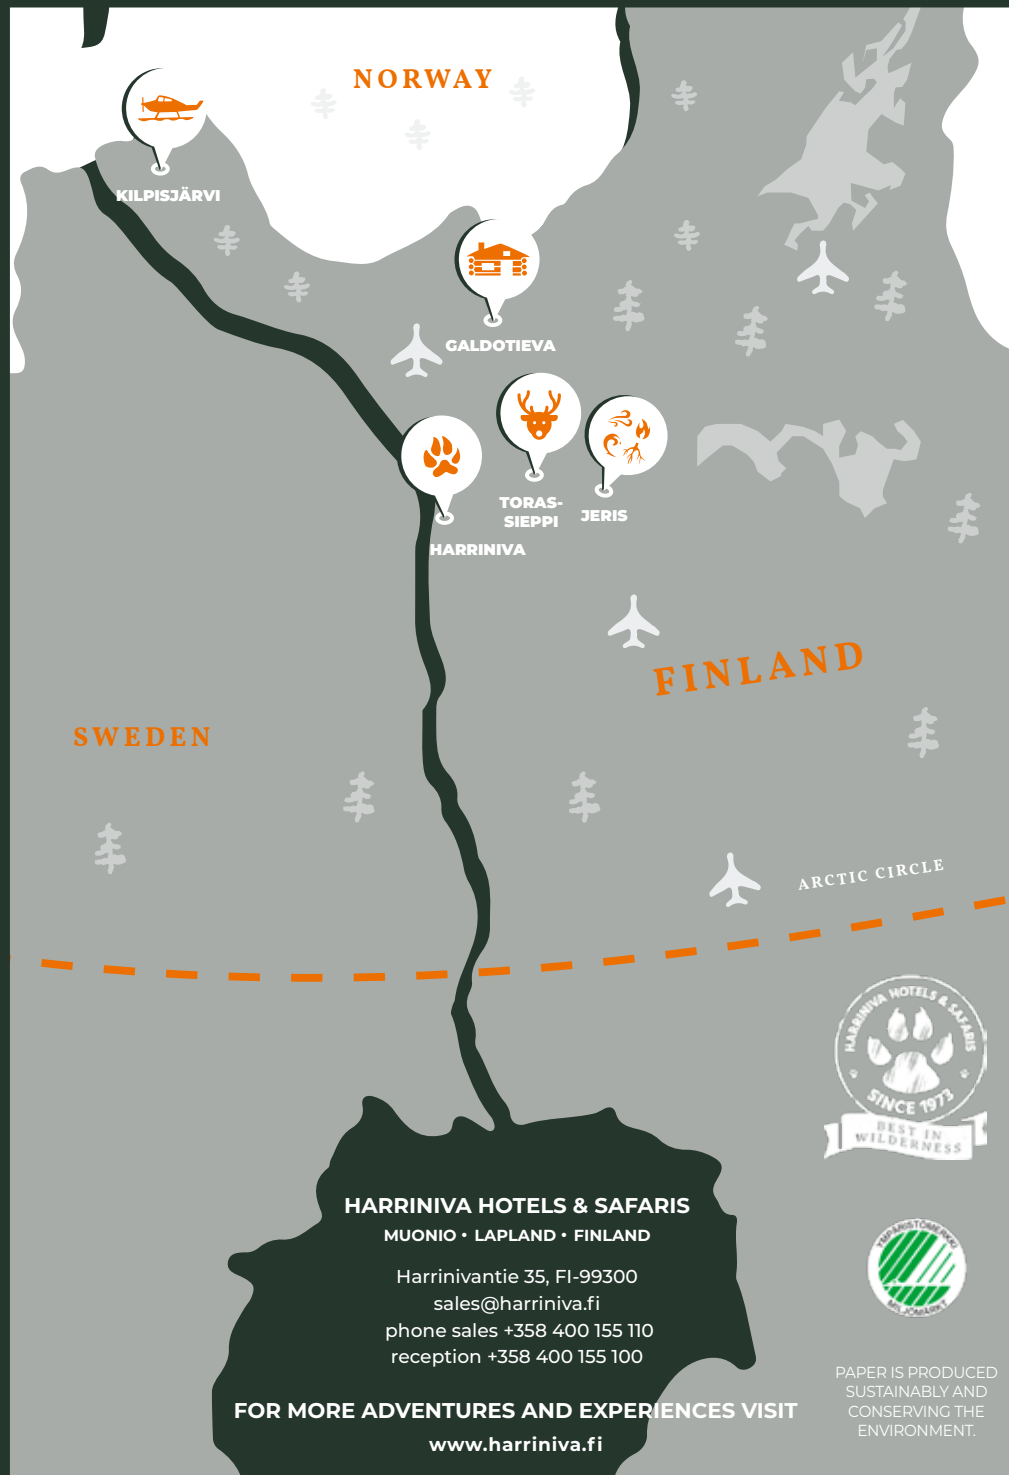 NORWAY
KILPISJÄRVI
GALDOTIEVA
TORAS-
SIEPPI
JERIS
HARRINIVA
FINLAND
SWEDEN
ARCTIC CIRCLE
HARRINIVA HOTELS & SAFARIS
SINCE 1973
BEST IN
WILDERNESS
HARRINIVA HOTELS & SAFARIS
MUONIO • LAPLAND • FINLAND
Harrinivantie 35, FI-99300
sales@harriniva.fi
phone sales +358 400 155 110
reception +358 400 155 100
FOR MORE ADVENTURES AND EXPERIENCES VISIT
www.harriniva.fi
YMPÄRISTÖMERKKI
MILJÖMÄRKT
PAPER IS PRODUCED
SUSTAINABLY AND
CONSERVING THE
ENVIRONMENT.